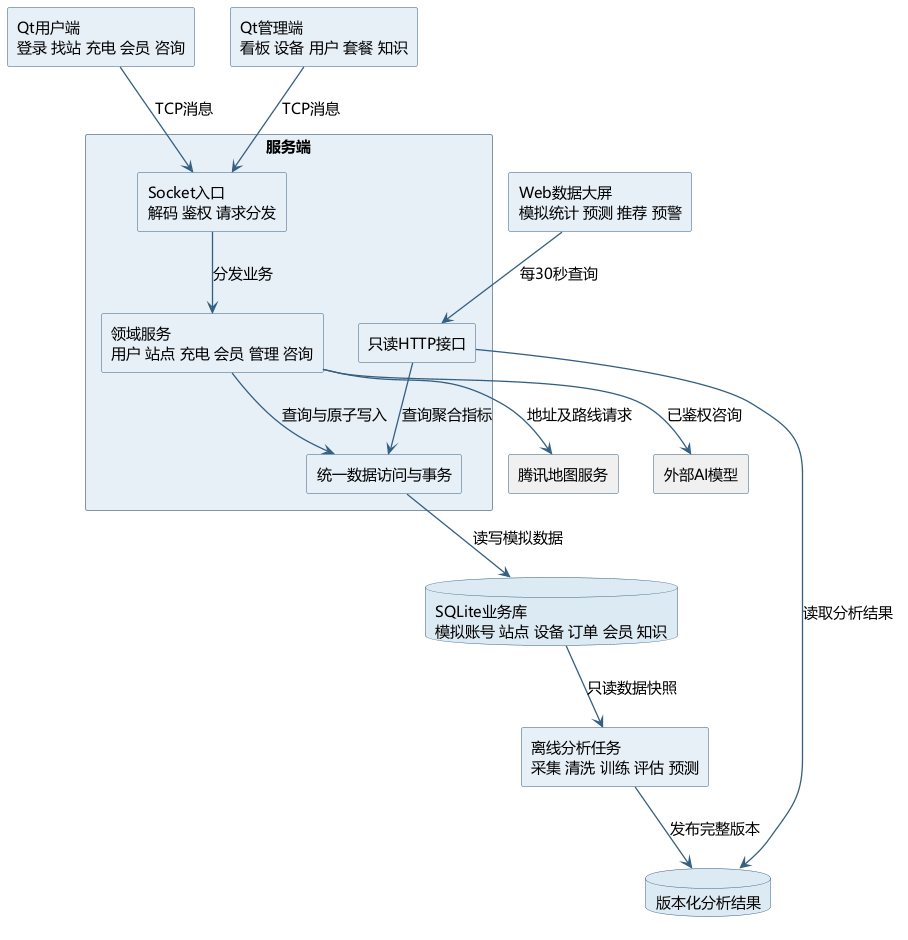 Qt用户端
登录 找站 充电 会员 咨询
Qt管理端
看板 设备 用户 套餐 知识
TCP消息
TCP消息
服务端
Socket入口
解码 鉴权 请求分发
Web数据大屏
模拟统计 预测 推荐 预警
分发业务
每30秒查询
领域服务
用户 站点 充电 会员 管理 咨询
只读HTTP接口
查询与原子写入
查询聚合指标
地址及路线请求
已鉴权咨询
统一数据访问与事务
腾讯地图服务
外部AI模型
读写模拟数据
SQLite业务库
模拟账号 站点 设备 订单 会员 知识
读取分析结果
只读数据快照
离线分析任务
采集 清洗 训练 评估 预测
发布完整版本
版本化分析结果